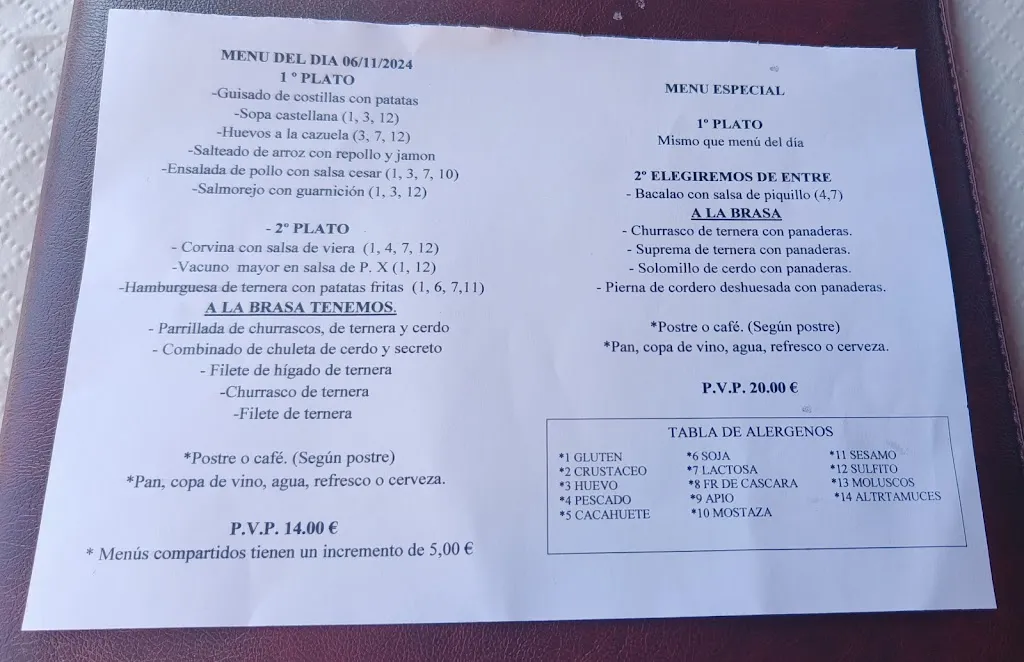 MENU DEL DIA 06/11/2024
1 º PLATO
-Guisado de costillas con patatas
-Sopa castellana (1, 3, 12)
-Huevos a la cazuela (3, 7, 12)
-Salteado de arroz con repollo y jamon
-Ensalada de pollo con salsa cesar (1, 3, 7, 10)
-Salmorejo con guarnición (1, 3, 12)
- 2º PLATO
- Corvina con salsa de viera (1, 4, 7, 12)
-Vacuno mayor en salsa de P. X (1, 12)
-Hamburguesa de ternera con patatas fritas (1, 6, 7,11)
A LA BRASA TENEMOS.
- Parrillada de churrascos, de ternera y cerdo
- Combinado de chuleta de cerdo y secreto
- Filete de hígado de ternera
-Churrasco de ternera
-Filete de ternera
*Postre o café. (Según postre)
*Pan, copa de vino, agua, refresco o cerveza.
P.V.P. 14.00 €
* Menús compartidos tienen un incremento de 5,00 €
MENU ESPECIAL
1º PLATO
Mismo que menú del día
2º ELEGIREMOS DE ENTRE
- Bacalao con salsa de piquillo (4,7)
A LA BRASA
- Churrasco de ternera con panaderas.
- Suprema de ternera con panaderas.
- Solomillo de cerdo con panaderas.
- Pierna de cordero deshuesada con panaderas.
*Postre o café. (Según postre)
*Pan, copa de vino, agua, refresco o cerveza.
P.V.P. 20.00 €
TABLA DE ALERGENOS
*1 GLUTEN
*2 CRUSTACEO
*3 HUEVO
*4 PESCADO
*5 CACAHUETE
*6 SOJA
*7 LACTOSA
*8 FR DE CASCARA
*9 APIO
*10 MOSTAZA
*11 SESAMO
*12 SULFITO
*13 MOLUSCOS
*14 ALTRTAMUCES